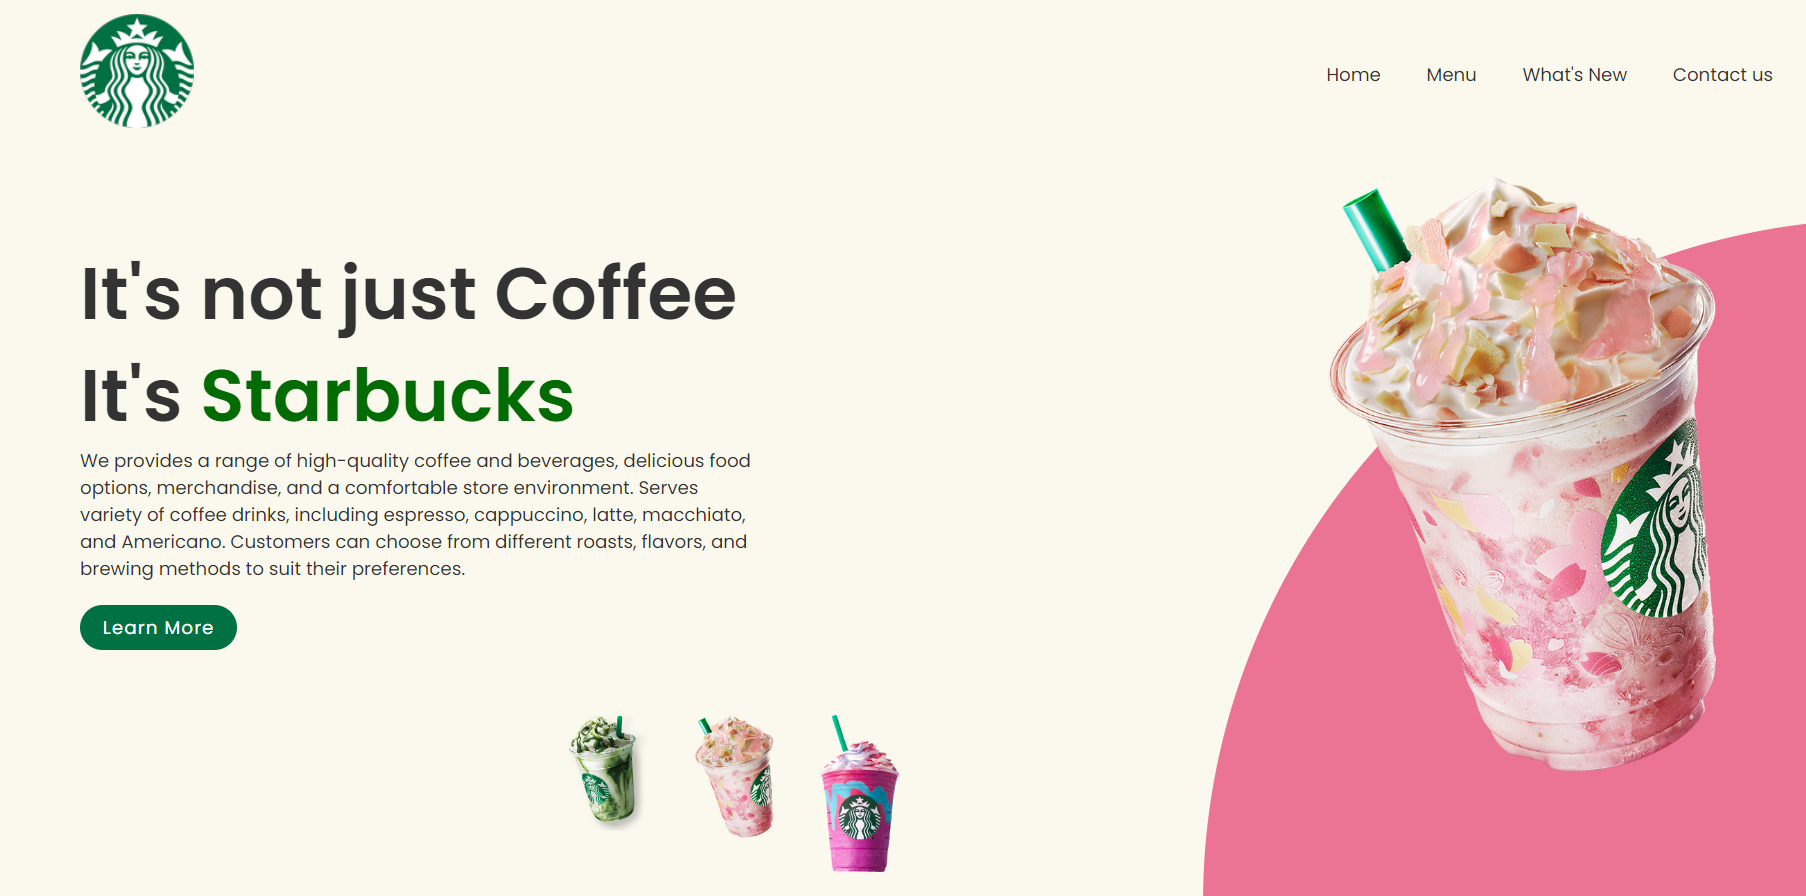 Home Menu What's New Contact us
It's not just Coffee
It's Starbucks
We provides a range of high-quality coffee and beverages, delicious food
options, merchandise, and a comfortable store environment. Serves
variety of coffee drinks, including espresso, cappuccino, latte, macchiato,
and Americano. Customers can choose from different roasts, flavors, and
brewing methods to suit their preferences.
Learn More